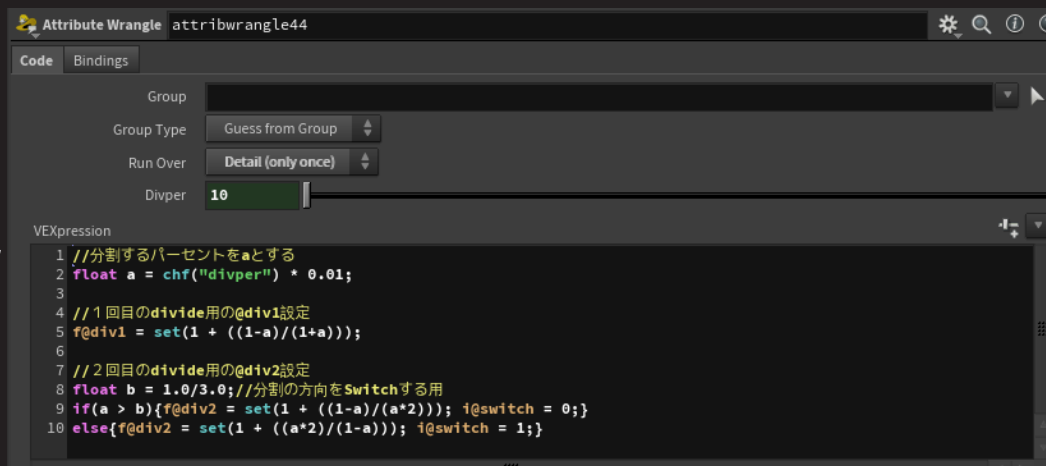 Attribute Wrangle attribwrangle44
Code Bindings
Group
Group Type Guess from Group
Run Over Detail (only once)
Divper 10
VEXpression
1 //分割するパーセントをaとする
2 float a = chf("divper") * 0.01;
3
4 //１回目のdivide用の@div1設定
5 f@div1 = set(1 + ((1-a)/(1+a)));
6
7 //２回目のdivide用の@div2設定
8 float b = 1.0/3.0;//分割の方向をSwitchする用
9 if(a > b){f@div2 = set(1 + ((1-a)/(a*2))); i@switch = 0;}
10 else{f@div2 = set(1 + ((a*2)/(1-a))); i@switch = 1;}